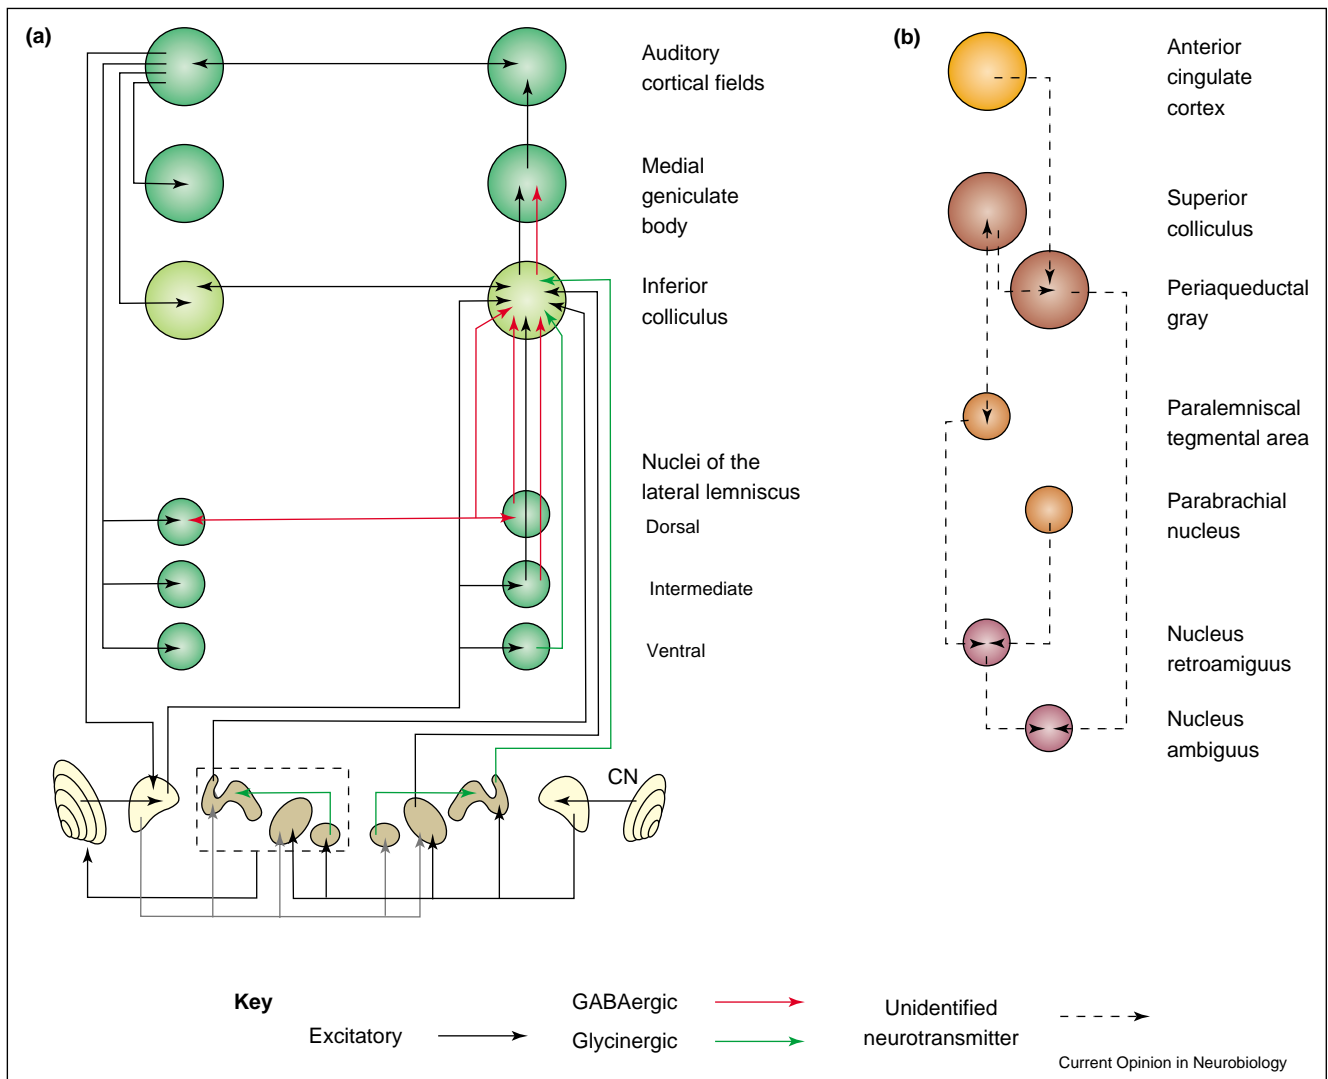 (a)
Auditory
cortical fields
Medial
geniculate
body
Inferior
colliculus
Nuclei of the
lateral lemniscus
Dorsal
Intermediate
Ventral
CN
(b)
Anterior
cingulate
cortex
Superior
colliculus
Periaqueductal
gray
Paralemniscal
tegmental area
Parabrachial
nucleus
Nucleus
retroamiguus
Nucleus
ambiguus
Key
Excitatory
GABAergic
Glycinergic
Unidentified
neurotransmitter
Current Opinion in Neurobiology